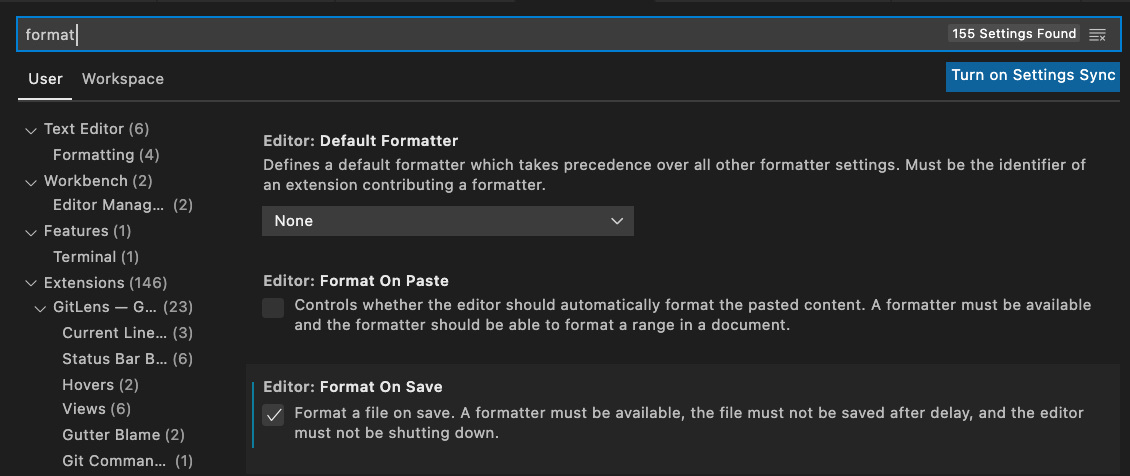 format
155 Settings Found
User
Workspace
Turn on Settings Sync
Text Editor (6)
Formatting (4)
Workbench (2)
Editor Manag... (2)
Features (1)
Terminal (1)
Extensions (146)
GitLens — G... (23)
Current Line... (3)
Status Bar B... (6)
Hovers (2)
Views (6)
Gutter Blame (2)
Git Comman... (1)
Editor: Default Formatter
Defines a default formatter which takes precedence over all other formatter settings. Must be the identifier of
an extension contributing a formatter.
None
Editor: Format On Paste
Controls whether the editor should automatically format the pasted content. A formatter must be available
and the formatter should be able to format a range in a document.
Editor: Format On Save
Format a file on save. A formatter must be available, the file must not be saved after delay, and the editor
must not be shutting down.